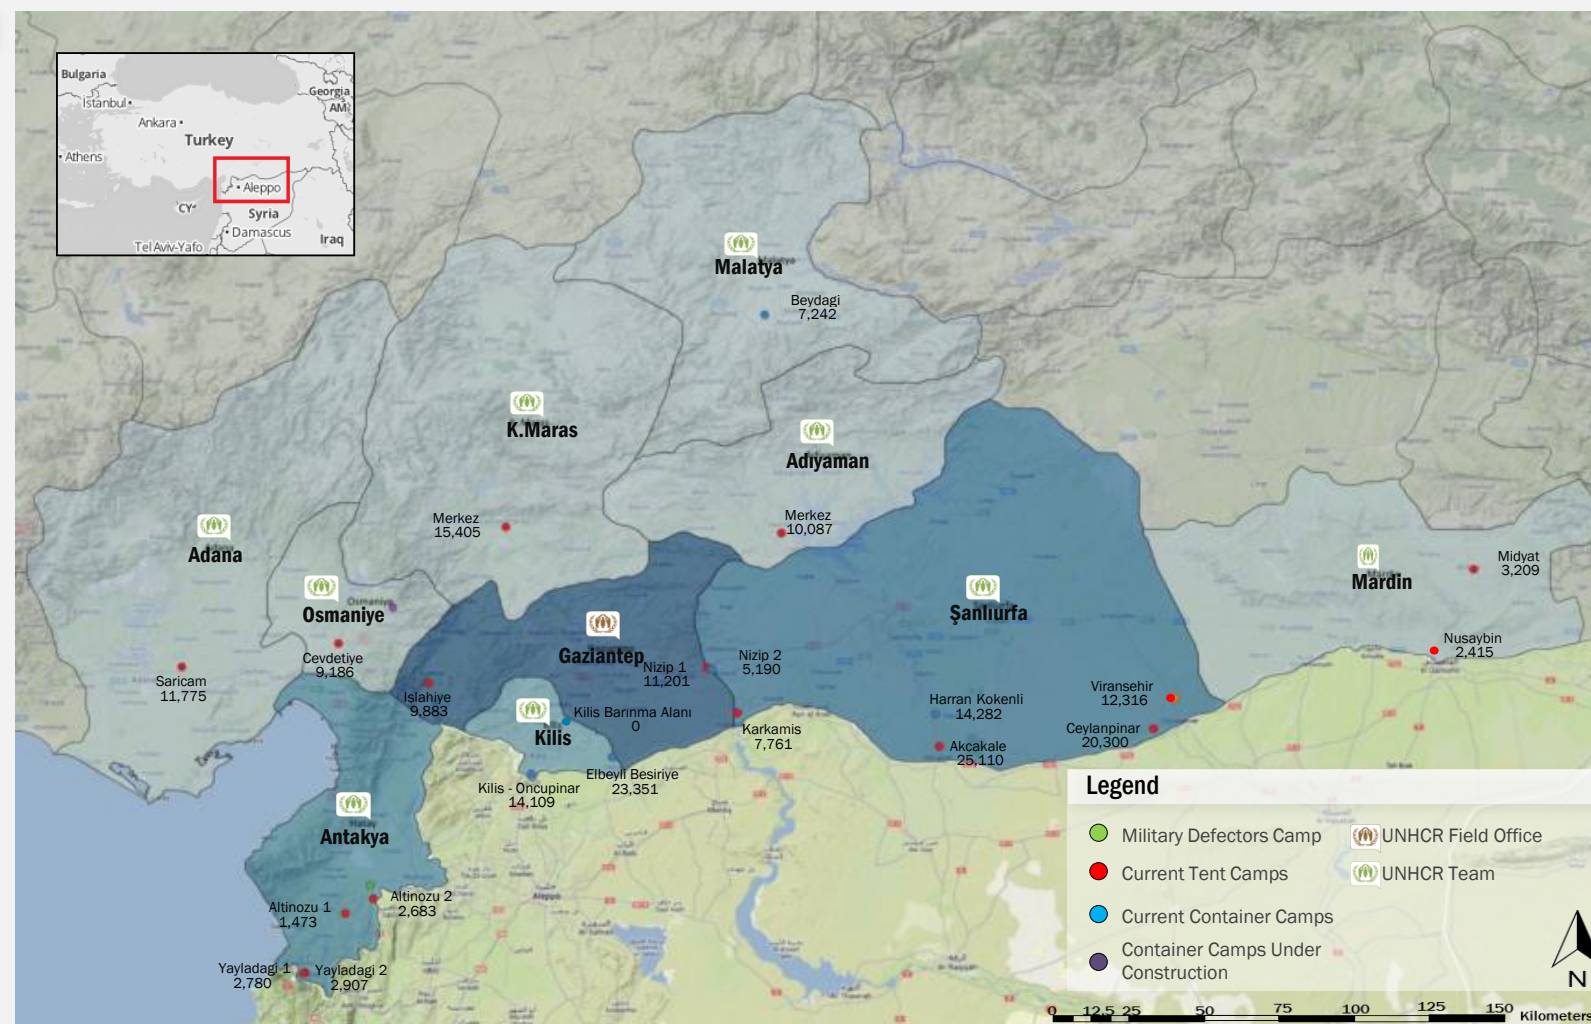 Bulgaria
Georgia
Istanbul
AM
Ankara
Turkey
Athens
Aleppo
CY
Syria
Damascus
Tel Aviv-Yafo
Iraq
Malatya
Beydagi
7,242
K.Maras
Adıyaman
Merkez
15,405
Merkez
10,087
Adana
Osmaniye
Osmaniye
Cevdetiye
9,186
Saricam
11,775
Islahiye
9,883
Gaziantep
Nizip 1
11,201
Nizip 2
5,190
Şanlıurfa
Mardin
Midyat
3,209
Nusaybin
2,415
Viransehir
12,316
Ceylanpinar
20,300
Harran Kokenli
14,282
Akcakale
25,110
Karkamis
7,761
Kilis Barınma Alanı
0
Kilis
Elbeyli Besiriye
23,351
Kilis - Oncupinar
14,109
Antakya
Altinozu 2
2,683
Altinozu 1
1,473
Yayladagi 1
2,780
Yayladagi 2
2,907
Legend
Military Defectors Camp
UNHCR Field Office
Current Tent Camps
UNHCR Team
Current Container Camps
Container Camps Under
Construction
N
0 12,5 25 50 75 100 125 150 Kilometers